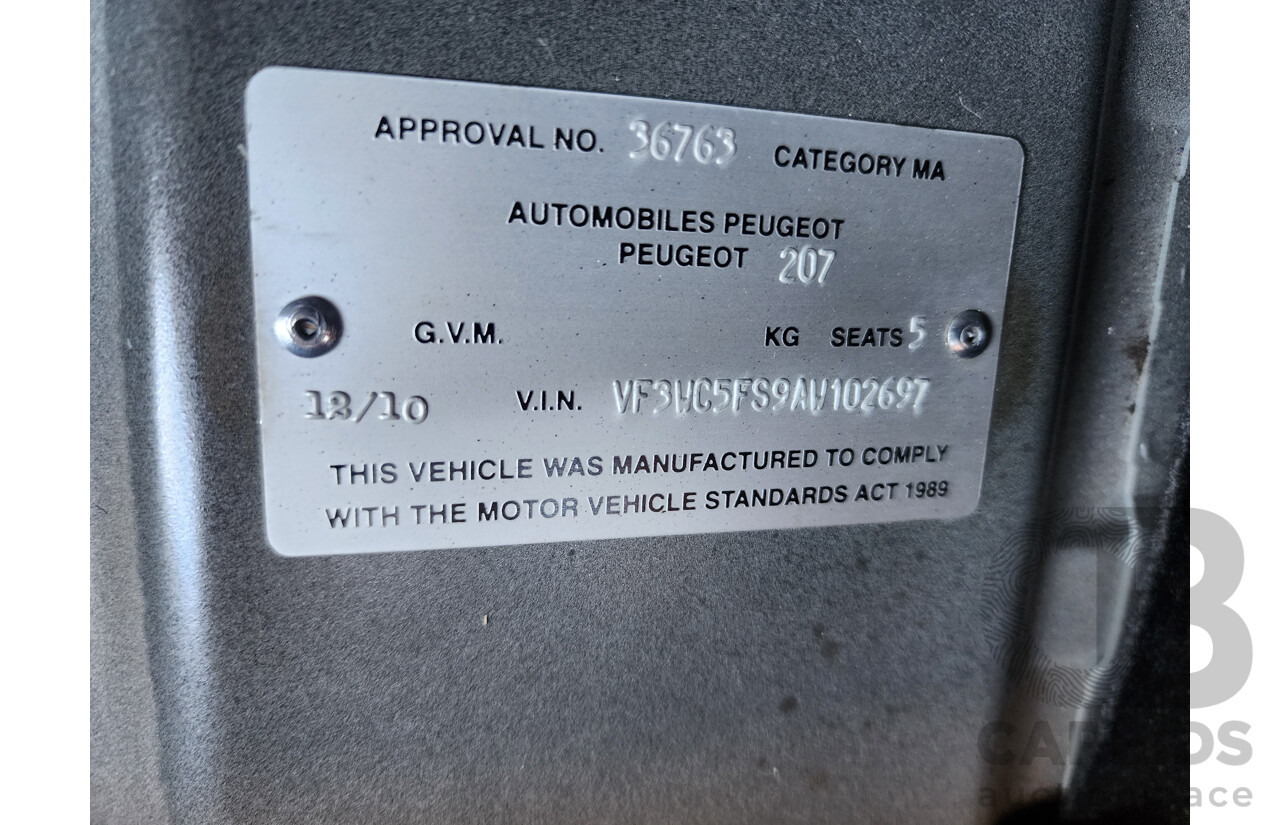 APPROVAL NO. 36763 CATEGORY MA
AUTOMOBILES PEUGEOT
PEUGEOT 207
G.V.M. KG SEATS 5
12/10 V.I.N. VF3WC5FS9AW102697
THIS VEHICLE WAS MANUFACTURED TO COMPLY
WITH THE MOTOR VEHICLE STANDARDS ACT 1989